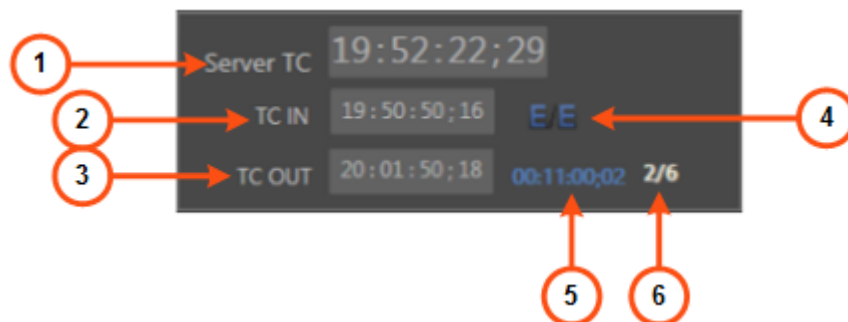 1 Server TC 19:52:22;29
2 TC IN 19:50:50;16 E/E 4
3 TC OUT 20:01:50;18 00:11:00;02 2/6
5 6